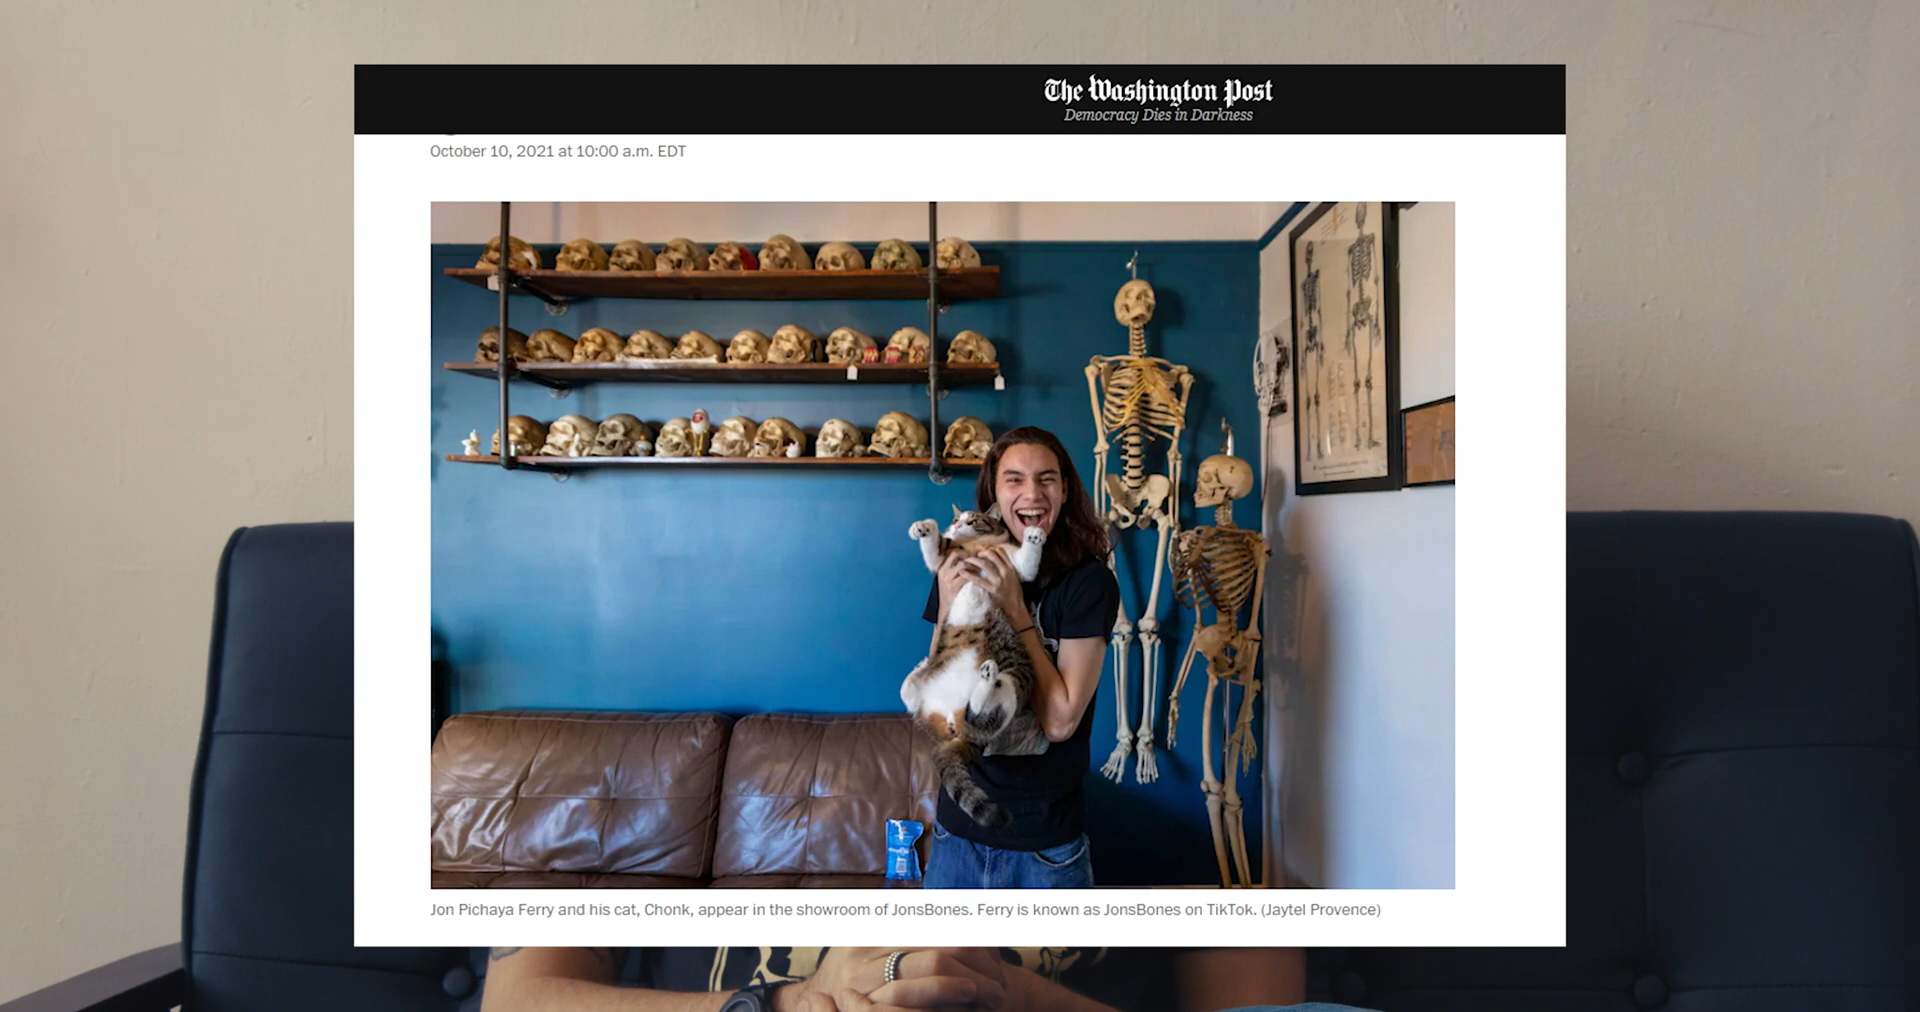 The Washington Post
Democracy Dies in Darkness
October 10, 2021 at 10:00 a.m. EDT
Jon Pichaya Ferry and his cat, Chonk, appear in the showroom of JonsBones. Ferry is known as JonsBones on TikTok. (Jaytel Provence)